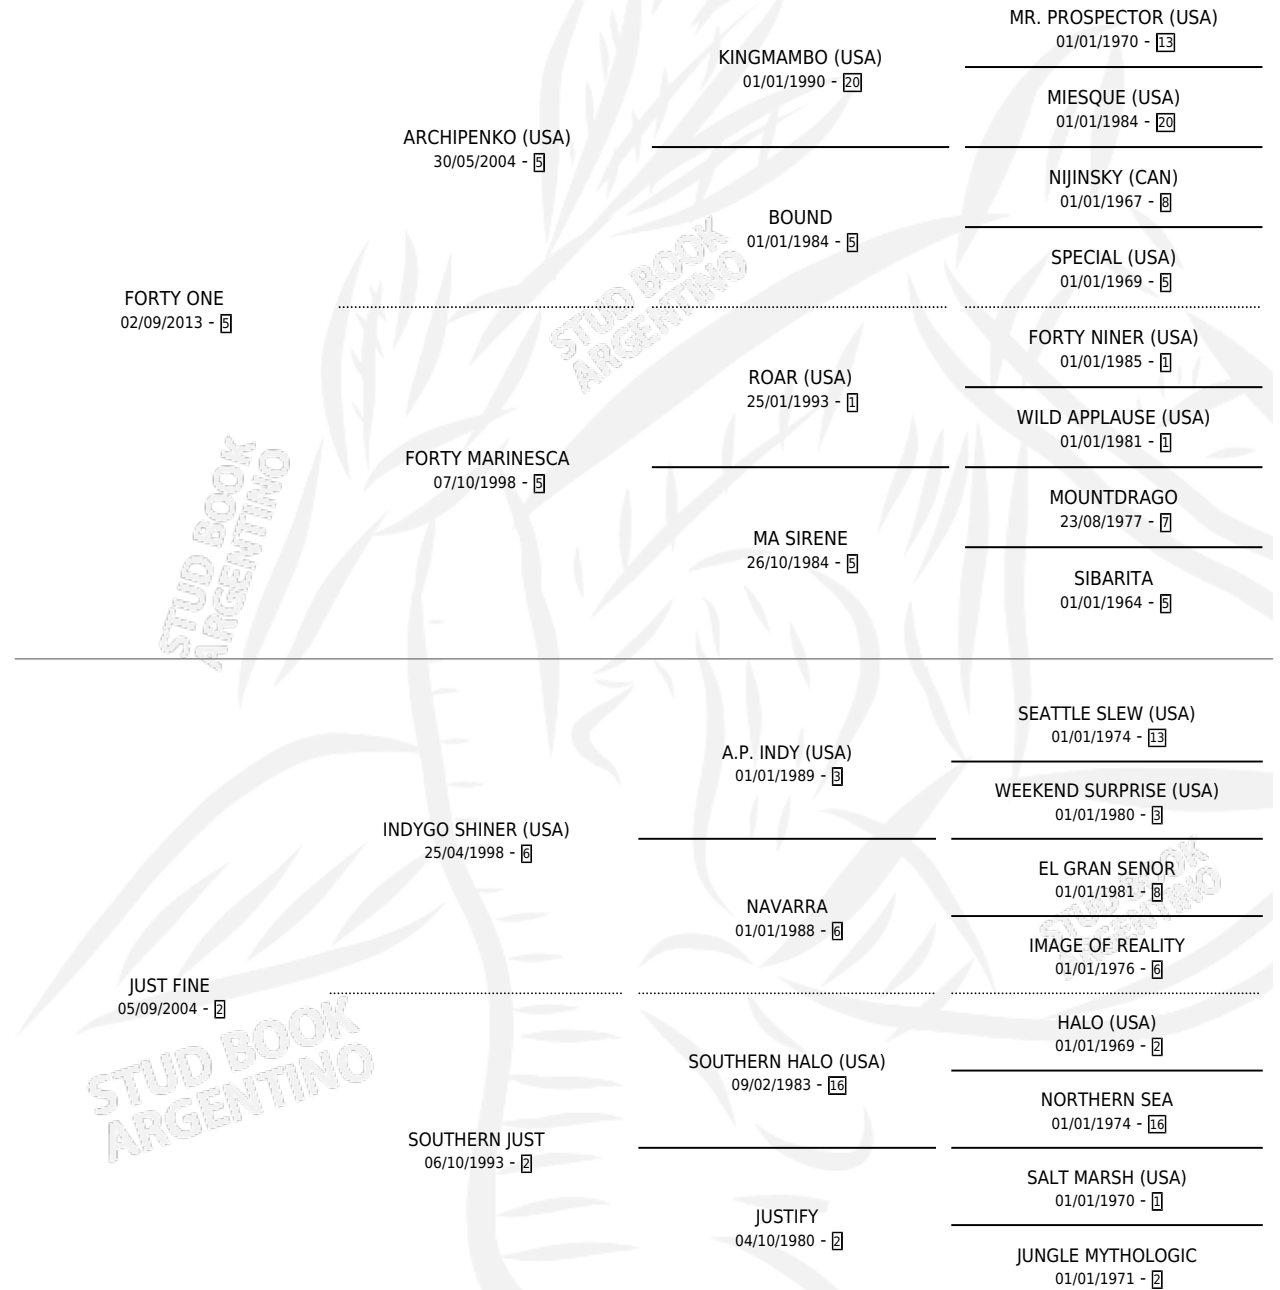 MR. PROSPECTOR (USA)
01/01/1970 - 13
KINGMAMBO (USA)
01/01/1990 - 20
MIESQUE (USA)
01/01/1984 - 20
ARCHIPENKO (USA)
30/05/2004 - 5
NIJINSKY (CAN)
01/01/1967 - 8
BOUND
01/01/1984 - 5
SPECIAL (USA)
01/01/1969 - 5
FORTY ONE
02/09/2013 - 5
FORTY NINER (USA)
01/01/1985 - 1
ROAR (USA)
25/01/1993 - 1
WILD APPLAUSE (USA)
01/01/1981 - 1
FORTY MARINESCA
07/10/1998 - 5
MOUNTDRAGO
23/08/1977 - 7
MA SIRENE
26/10/1984 - 5
SIBARITA
01/01/1964 - 5
SEATTLE SLEW (USA)
01/01/1974 - 13
A.P. INDY (USA)
01/01/1989 - 3
WEEKEND SURPRISE (USA)
01/01/1980 - 3
INDYGO SHINER (USA)
25/04/1998 - 6
EL GRAN SENOR
01/01/1981 - 8
NAVARRA
01/01/1988 - 6
IMAGE OF REALITY
01/01/1976 - 6
JUST FINE
05/09/2004 - 2
HALO (USA)
01/01/1969 - 2
SOUTHERN HALO (USA)
09/02/1983 - 16
NORTHERN SEA
01/01/1974 - 16
SOUTHERN JUST
06/10/1993 - 2
SALT MARSH (USA)
01/01/1970 - 1
JUSTIFY
04/10/1980 - 2
JUNGLE MYTHOLOGIC
01/01/1971 - 2
STUD BOOK
ARGENTINO
STUD BOOK
ARGENTINO
STUD BOOK
ARGENTINO
STUD BOOK
ARGENTINO